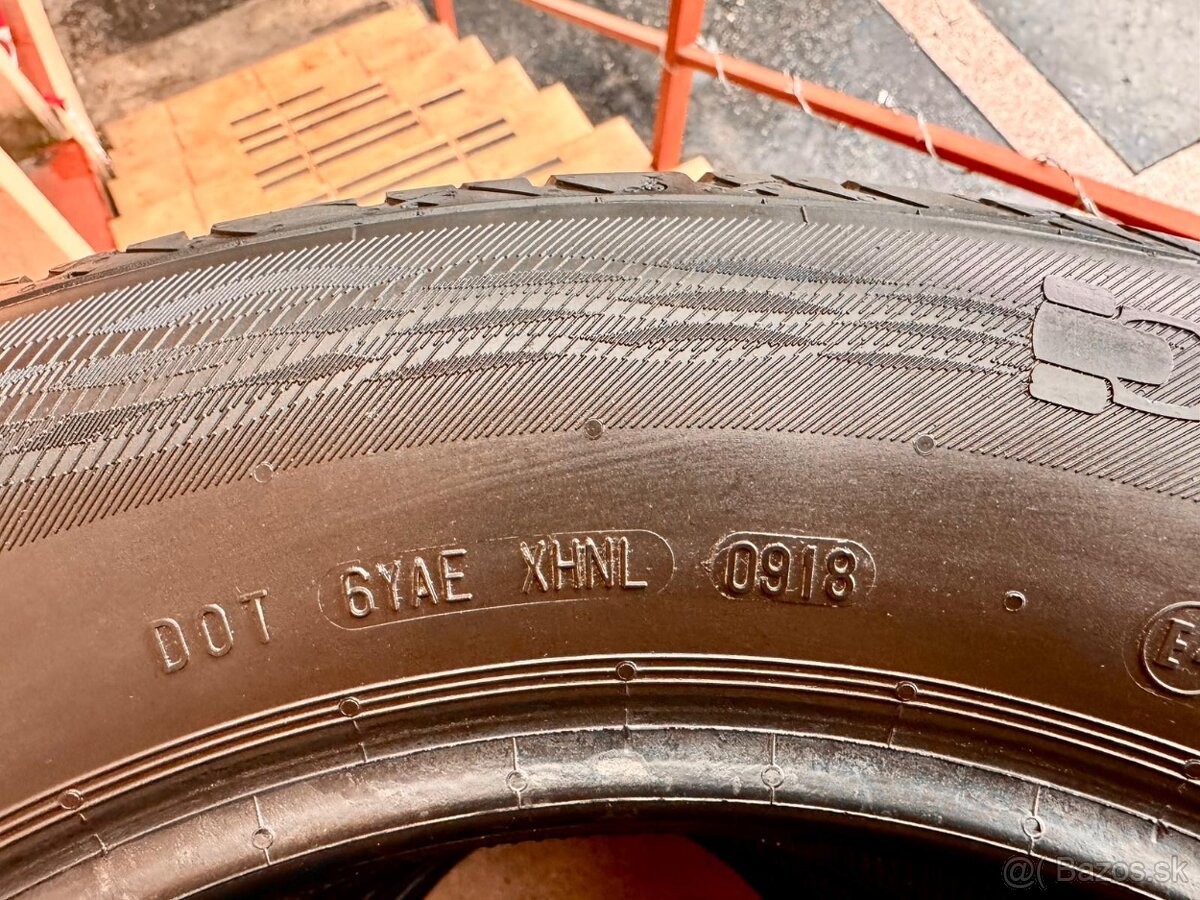 DOT 6YAE XHNL 0918
@( Bazos.sk